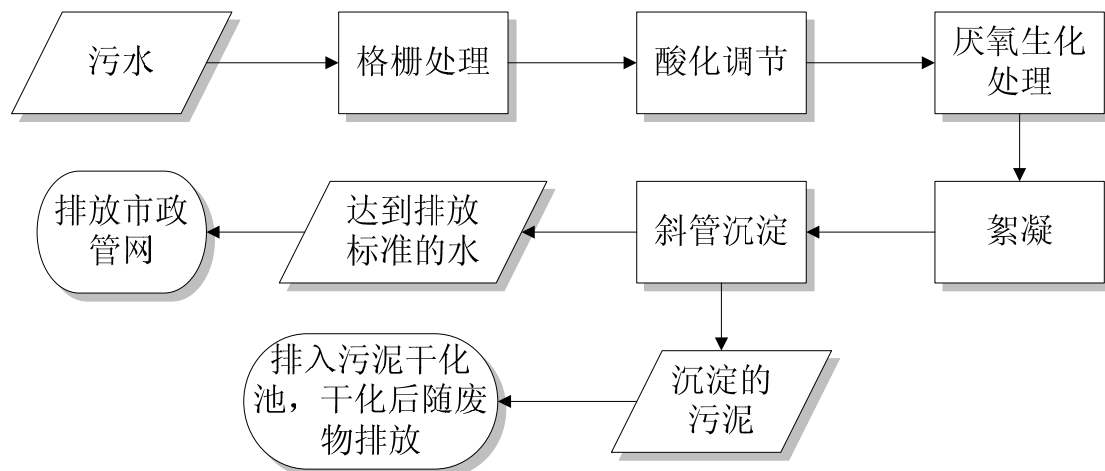 污水
格栅处理
酸化调节
厌氧生化
处理
排放市政
管网
达到排放
标准的水
斜管沉淀
絮凝
排入污泥干化
池，干化后随废
物排放
沉淀的
污泥